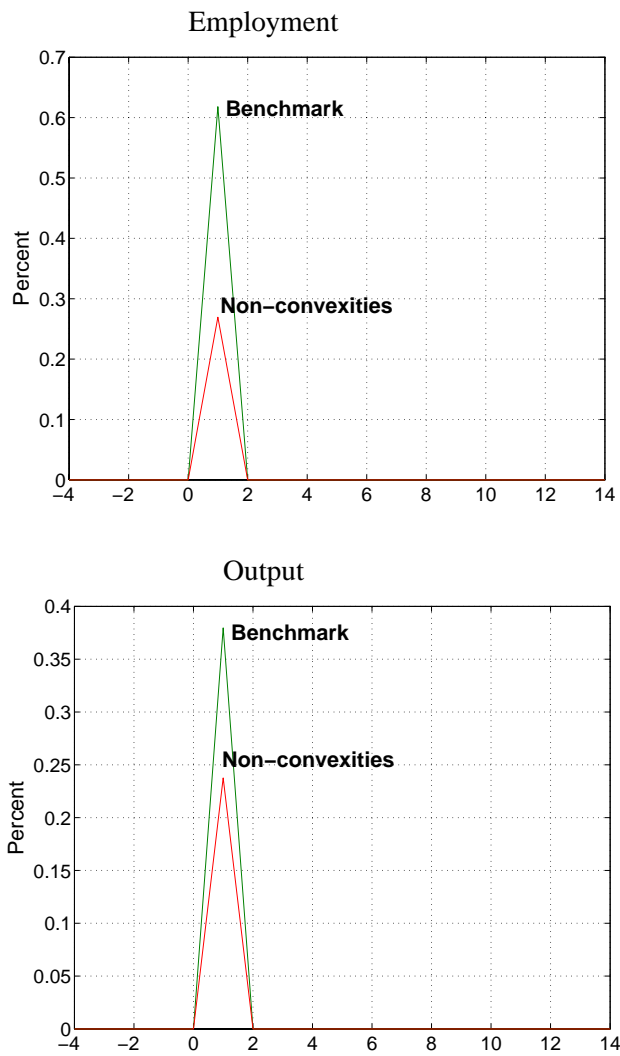 Employment
0.7
0.6
0.5
0.4
0.3
0.2
0.1
0
Percent
Benchmark
Non−convexities
−4 −2 0 2 4 6 8 10 12 14
Output
0.4
0.35
0.3
0.25
0.2
0.15
0.1
0.05
0
Percent
Benchmark
Non−convexities
−4 −2 0 2 4 6 8 10 12 14